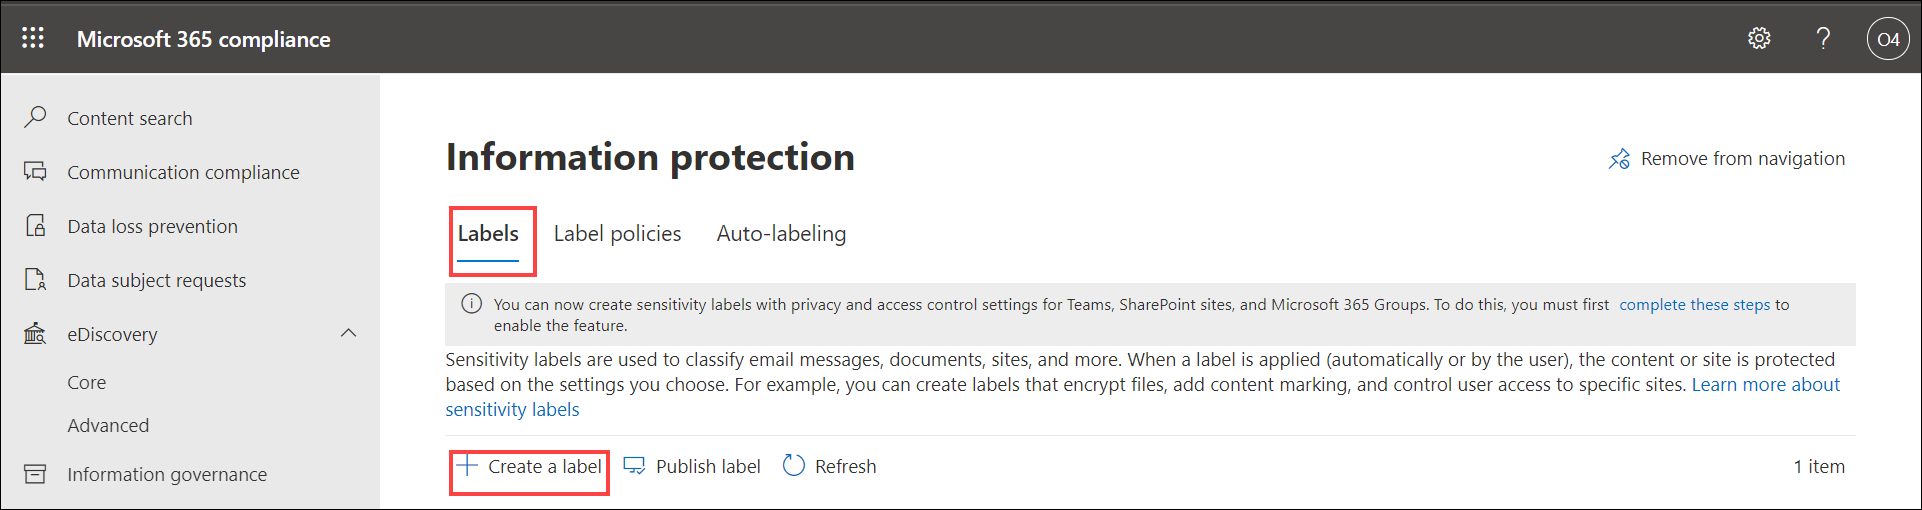 Microsoft 365 compliance
O4
Content search
Communication compliance
Data loss prevention
Data subject requests
eDiscovery
Core
Advanced
Information governance
Information protection
Remove from navigation
Labels
Label policies
Auto-labeling
You can now create sensitivity labels with privacy and access control settings for Teams, SharePoint sites, and Microsoft 365 Groups. To do this, you must first complete these steps to
enable the feature.
Sensitivity labels are used to classify email messages, documents, sites, and more. When a label is applied (automatically or by the user), the content or site is protected
based on the settings you choose. For example, you can create labels that encrypt files, add content marking, and control user access to specific sites. Learn more about
sensitivity labels
Create a label
Publish label
Refresh
1 item